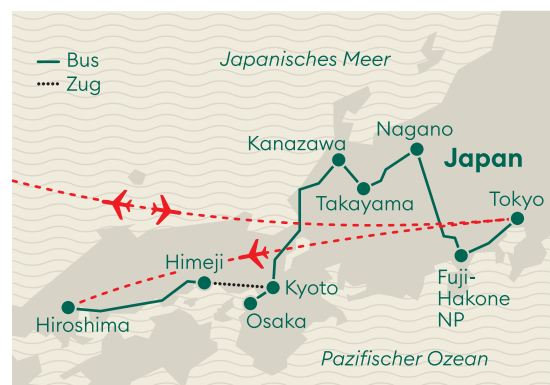 Japanisches Meer
Bus
Zug
Kanazawa
Nagano
Japan
Takayama
Tokyo
Himeji
Kyoto
Fuji-
Hakone
NP
Hiroshima
Osaka
Pazifischer Ozean